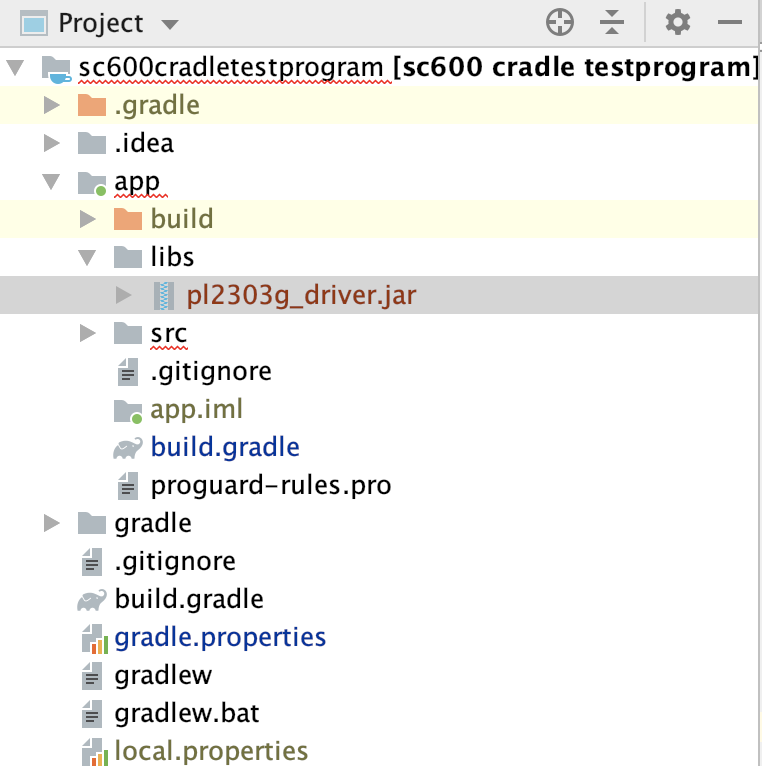 Project
sc600cradletestprogram [sc600 cradle testprogram]
.gradle
.idea
app
build
libs
pl2303g_driver.jar
src
.gitignore
app.iml
build.gradle
proguard-rules.pro
gradle
.gitignore
build.gradle
gradle.properties
gradlew
gradlew.bat
local.properties